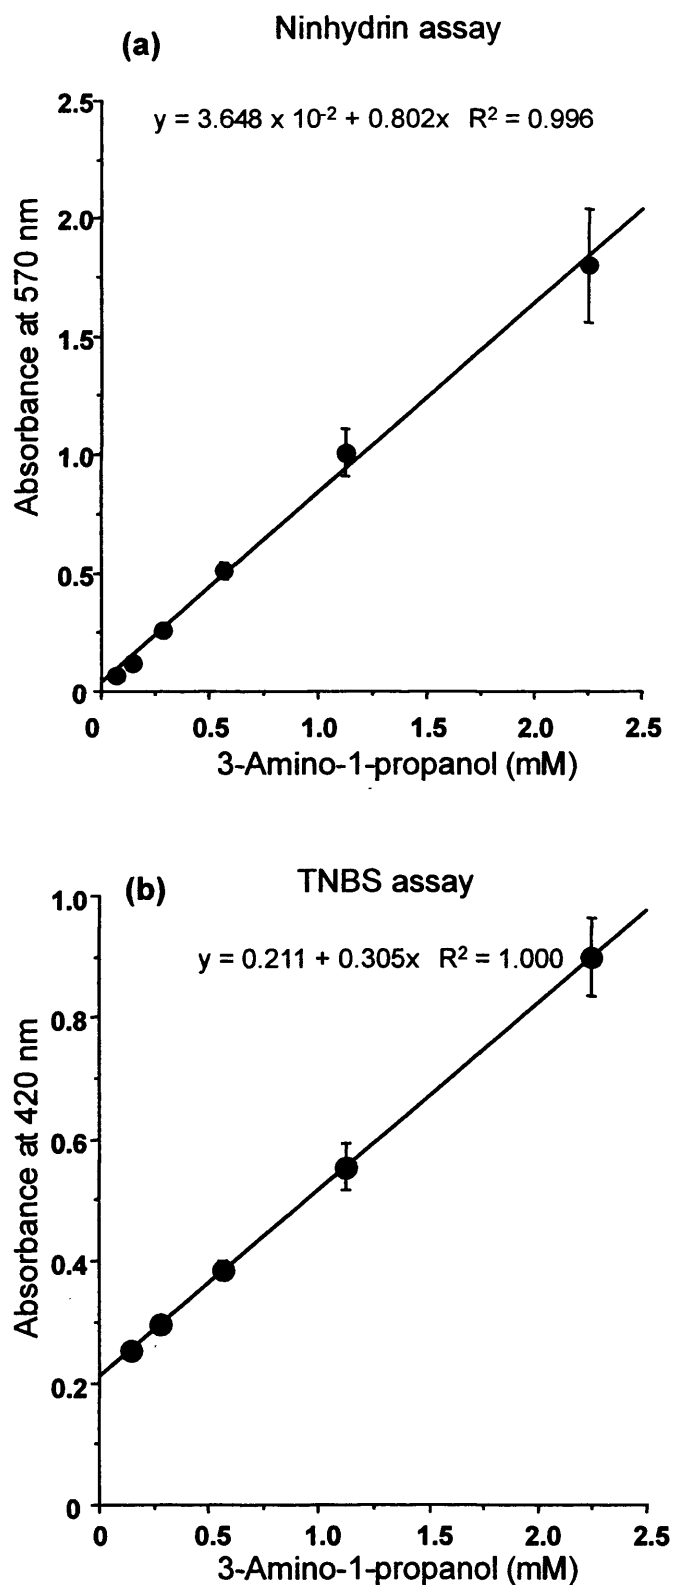 (a)
Ninhydrin assay
y = 3.648 x 10⁻² + 0.802x R² = 0.996
Absorbance at 570 nm
2.5
2.0
1.5
1.0
0.5
0
0 0.5 1.0 1.5 2.0 2.5
3-Amino-1-propanol (mM)
(b)
TNBS assay
y = 0.211 + 0.305x R² = 1.000
Absorbance at 420 nm
1.0
0.8
0.6
0.4
0.2
0
0 0.5 1.0 1.5 2.0 2.5
3-Amino-1-propanol (mM)